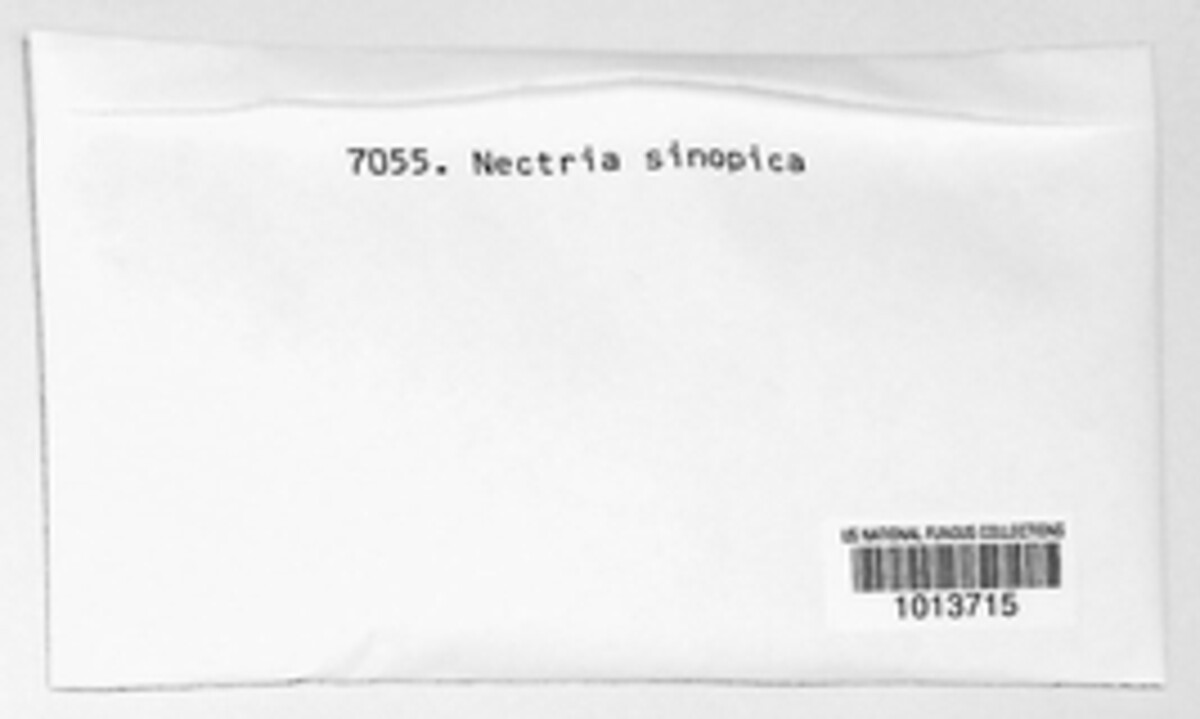 7055. Nectria sinopica
US NATIONAL FUNGUS COLLECTIONS
1013715